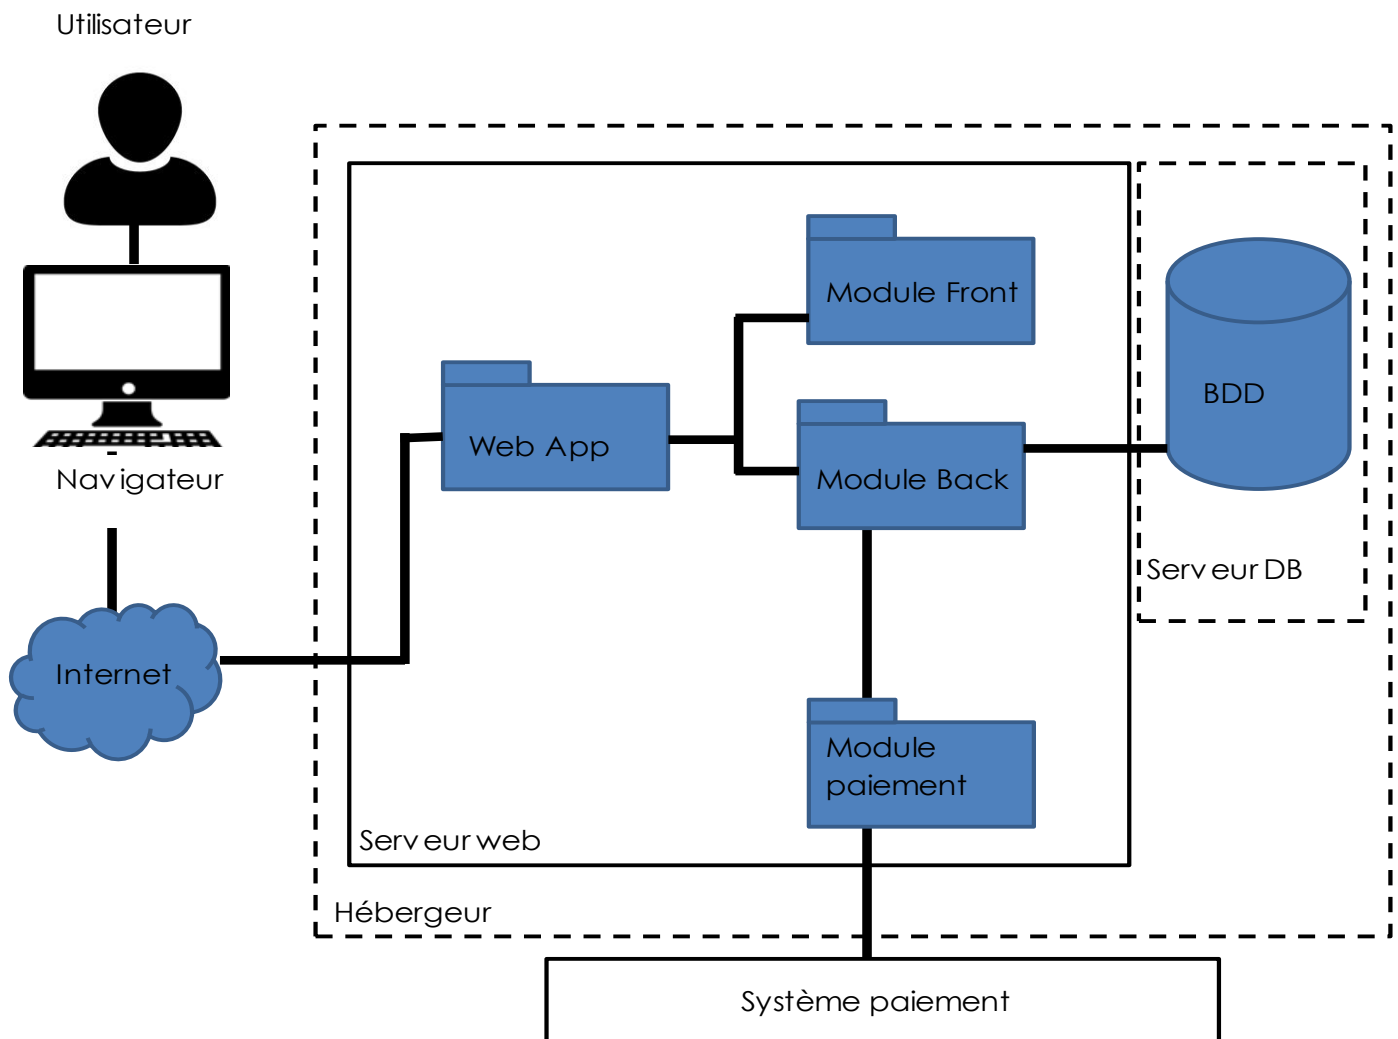 Utilisateur
Navigateur
Internet
Web App
Module Front
Module Back
BDD
Serveur DB
Module
paiement
Serveur web
Hébergeur
Système paiement